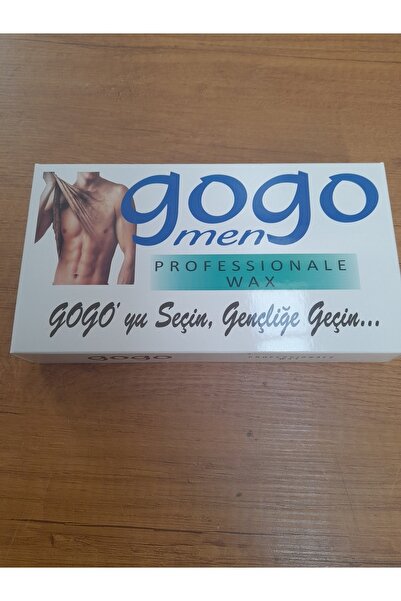 gogo
men
PROFESSIONALE
WAX
GOGO' yu Seçin, Gençliğe Geçin...
gogo